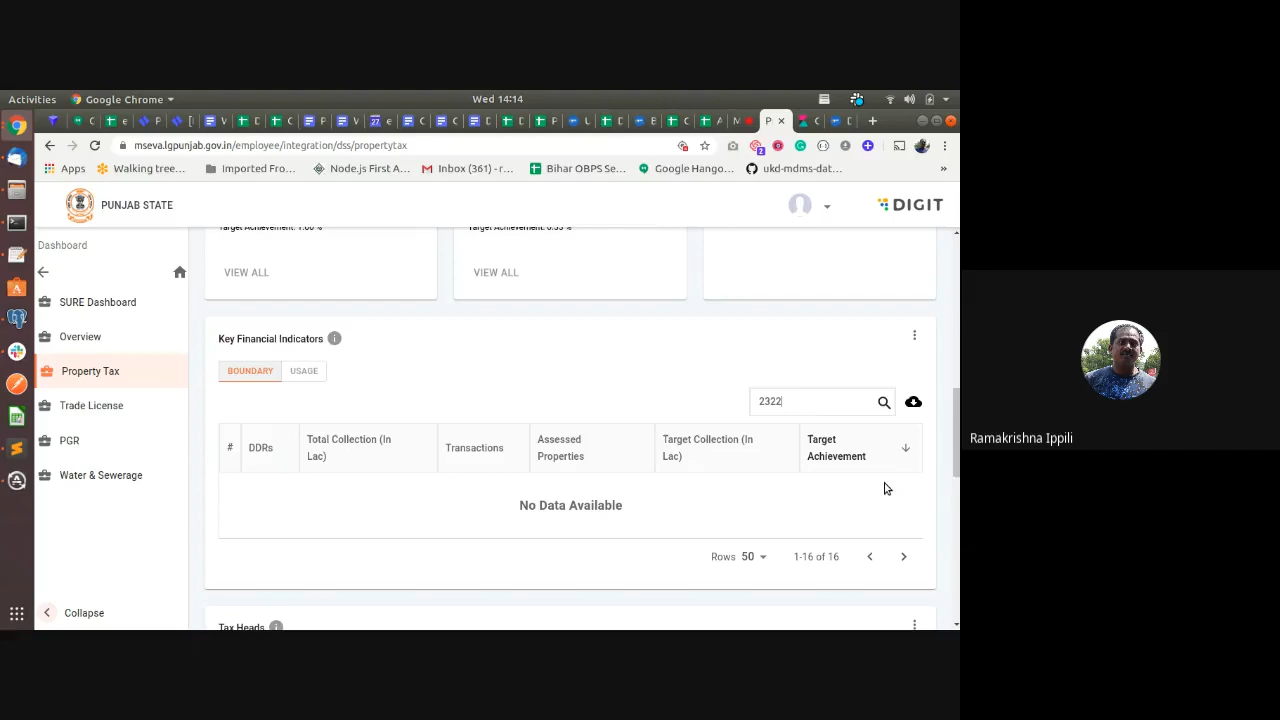 Activities
Google Chrome
Wed 14:14
mseva.lgpunjab.gov.in/employee/integration/dss/propertytax
2
Apps
Walking tree...
Imported Fro...
Node.js First A...
Inbox (361) - r...
Bihar OBPS Se...
Google Hango...
ukd-mdms-dat...
»
PUNJAB STATE
DIGIT
Dashboard
SURE Dashboard
Overview
Property Tax
Trade License
PGR
Water & Sewerage
Collapse
VIEW ALL
VIEW ALL
Key Financial Indicators
BOUNDARY
USAGE
2322
#
DDRs
Total Collection (In
Lac)
Transactions
Assessed
Properties
Target Collection (In
Lac)
Target
Achievement
No Data Available
Rows 50
1-16 of 16
Tax Heads
Ramakrishna Ippili